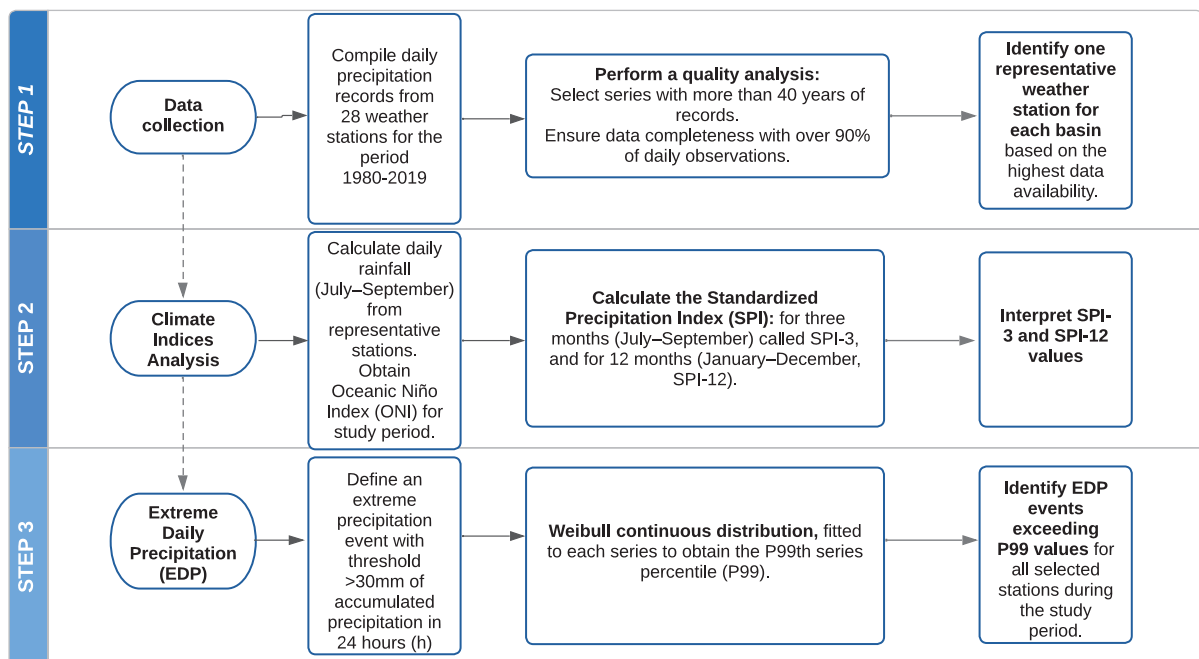 STEP 1
Data
collection
Compile daily
precipitation
records from
28 weather
stations for the
period
1980-2019
Perform a quality analysis:
Select series with more than 40 years of
records.
Ensure data completeness with over 90%
of daily observations.
Identify one
representative
weather
station for
each basin
based on the
highest data
availability.
STEP 2
Climate
Indices
Analysis
Calculate daily
rainfall
(July–September)
from
representative
stations.
Obtain
Oceanic Niño
Index (ONI) for
study period.
Calculate the Standardized
Precipitation Index (SPI): for three
months (July–September) called SPI-3,
and for 12 months (January–December,
SPI-12).
Interpret SPI-
3 and SPI-12
values
STEP 3
Extreme
Daily
Precipitation
(EDP)
Define an
extreme
precipitation
event with
threshold
>30mm of
accumulated
precipitation in
24 hours (h)
Weibull continuous distribution, fitted
to each series to obtain the P99th series
percentile (P99).
Identify EDP
events
exceeding
P99 values for
all selected
stations during
the study
period.